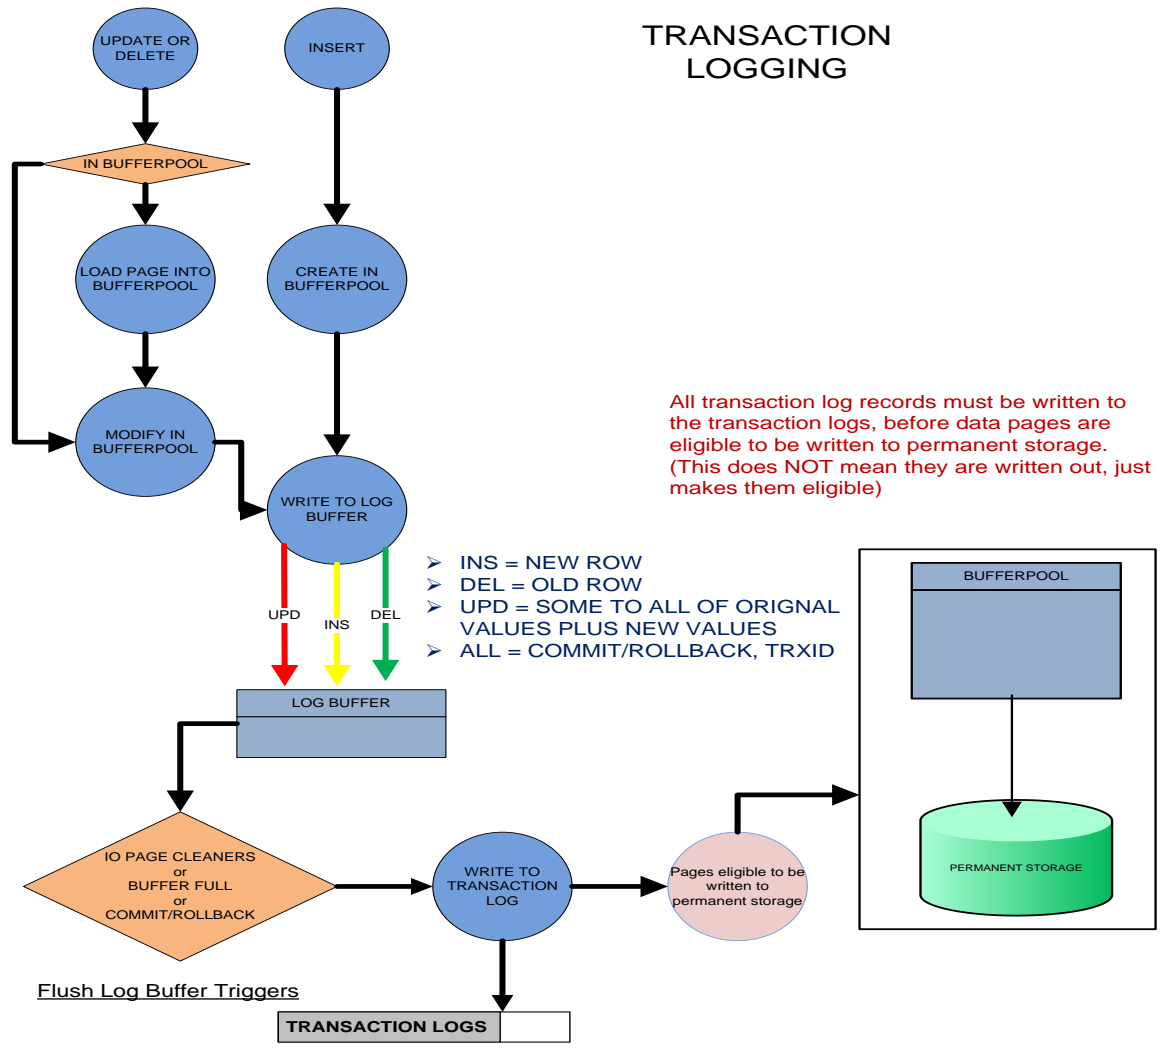 TRANSACTION
LOGGING
UPDATE OR
DELETE
INSERT
IN BUFFERPOOL
LOAD PAGE INTO
BUFFERPOOL
CREATE IN
BUFFERPOOL
MODIFY IN
BUFFERPOOL
All transaction log records must be written to
the transaction logs, before data pages are
eligible to be written to permanent storage.
(This does NOT mean they are written out, just
makes them eligible)
WRITE TO LOG
BUFFER
UPD
INS
DEL
➢ INS = NEW ROW
➢ DEL = OLD ROW
➢ UPD = SOME TO ALL OF ORIGNAL
VALUES PLUS NEW VALUES
➢ ALL = COMMIT/ROLLBACK, TRXID
LOG BUFFER
BUFFERPOOL
PERMANENT STORAGE
IO PAGE CLEANERS
or
BUFFER FULL
or
COMMIT/ROLLBACK
WRITE TO
TRANSACTION
LOG
Pages eligible to be
written to
permanent storage
Flush Log Buffer Triggers
TRANSACTION LOGS